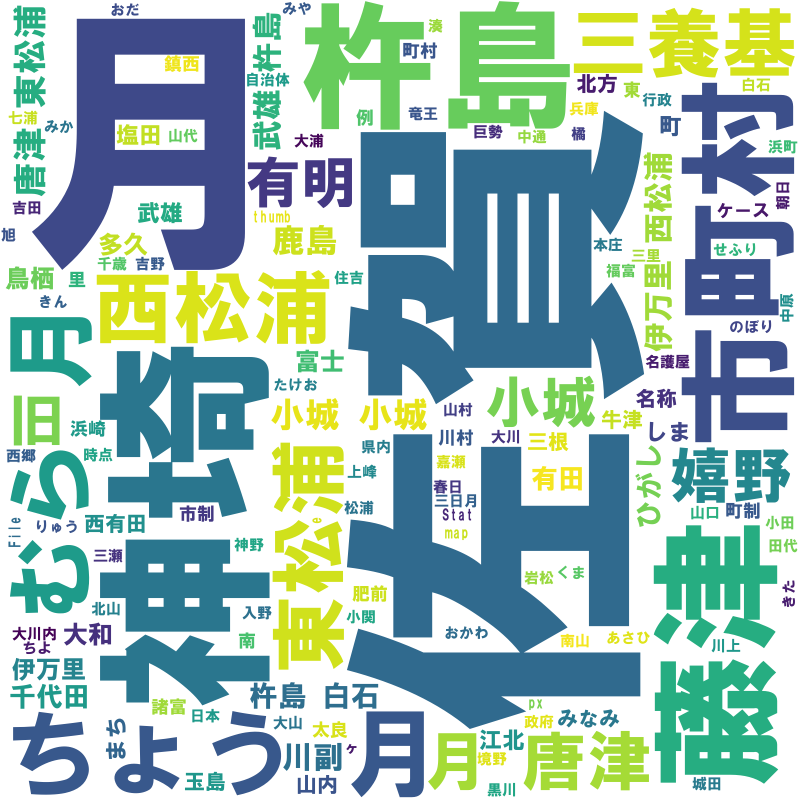 おだ
みや
月
杵島
三養基
東松浦
武雄 杵島
湊
町村
鎮西
自治体
北方
兵庫
東
行政
白石
七浦
みか
塩田
山代
例
竜王
巨勢
中通
橘
町
浜町
唐津
大浦
市町村
吉田
武雄
有明
thumb
佐賀
西松浦
ケース
朝日
旭
多久
鹿島
本庄
三里
せふり
千歳
吉野
鳥栖
里
住吉
福富
伊万里
きん
西松浦
中原
のぼり
旧
月
神埼
富士
名護屋
たけお
小城
小城
小城
山村
牛津
名称
しま
浜崎
西郷
時点
県内
川村
大川
三根
むら
東松浦
上峰
嘉瀬
有田
ひがし
嬉野
春日
三日月
松浦
Stat
File
りゅう
西有田
市制
e
map
山口
町制
小田
三瀬
神野
田代
岩松
くま
藤津
肥前
北山
入野
小関
きた
大川内
大和
ちよ
南
おかわ
南山
あさひ
川上
伊万里
千代田
杵島
白石
諸富
日本
px
ちょう
まち
大山
太良
月
月
政府
みなみ
江北
唐津
川副
ケ
境野
玉島
山内
黒川
城田